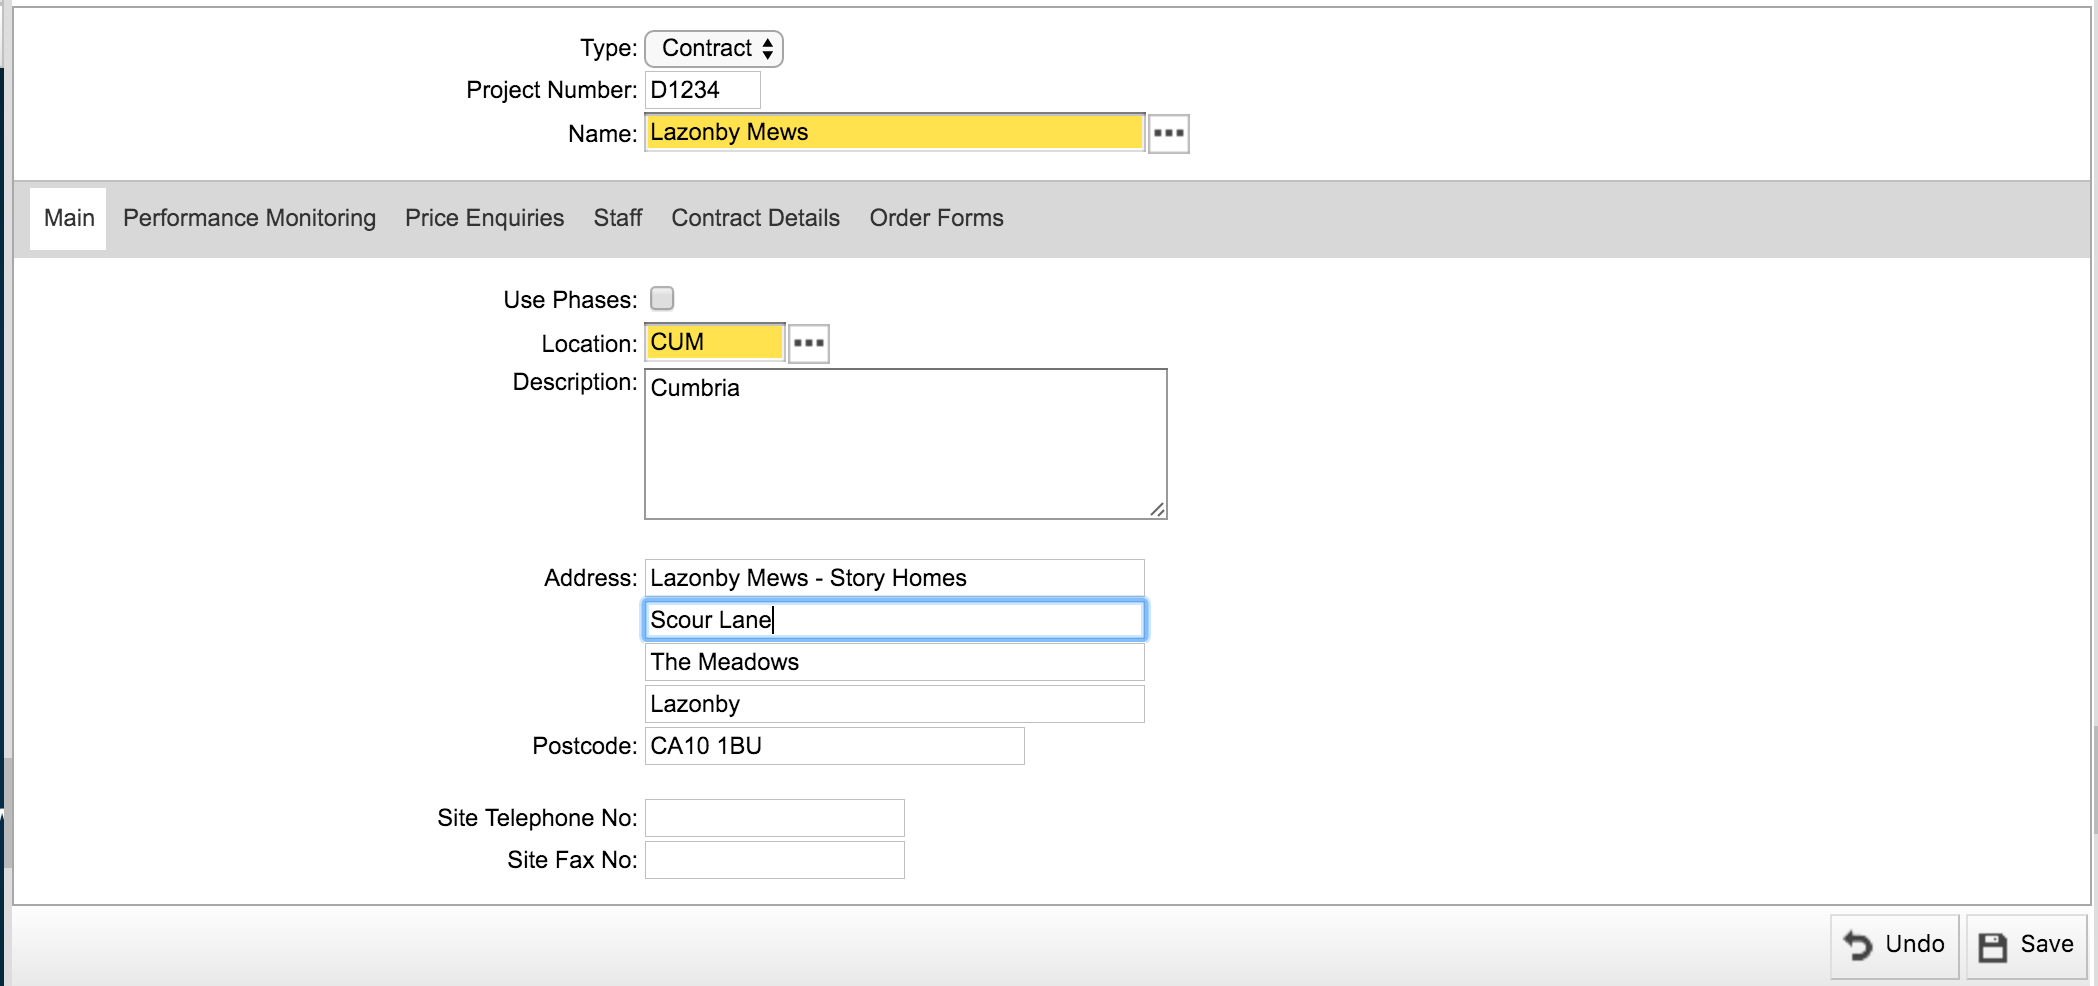 Type: Contract
Project Number: D1234
Name: Lazonby Mews
Main Performance Monitoring Price Enquiries Staff Contract Details Order Forms
Use Phases:
Location: CUM
Description: Cumbria
Address: Lazonby Mews - Story Homes
Scour Lane
The Meadows
Lazonby
Postcode: CA10 1BU
Site Telephone No:
Site Fax No:
Undo Save